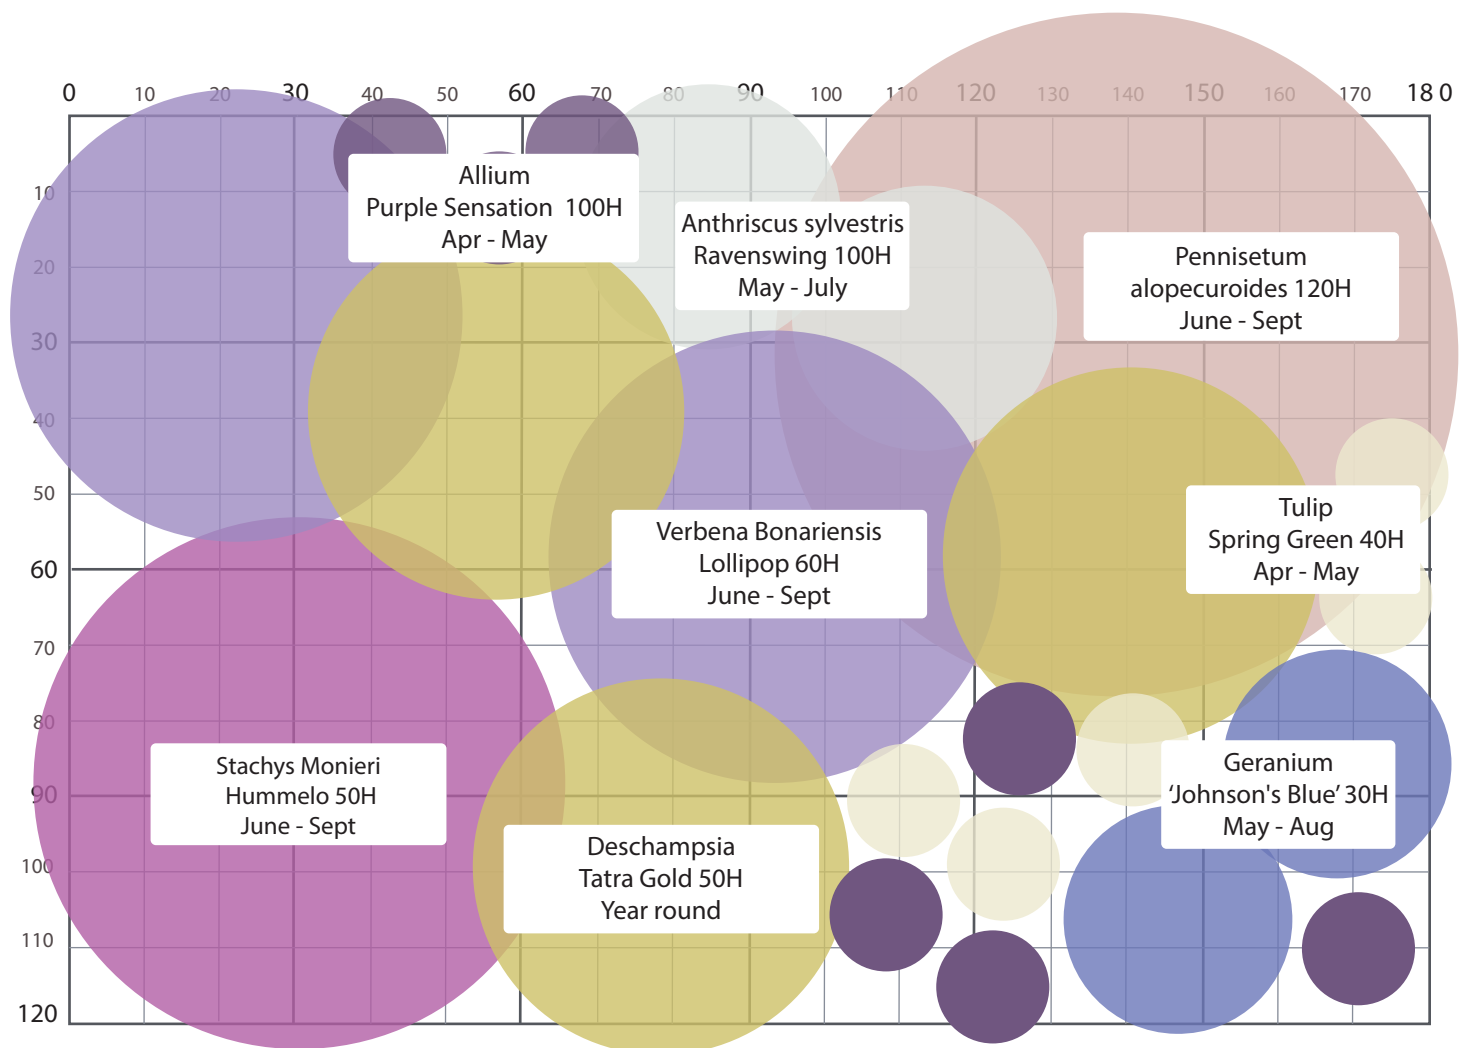 0 10 20 30 40 50 60 70 80 90 100 110 120 130 140 150 160 170 180
10
20
30
40
50
60
70
80
90
100
110
120
Allium
Purple Sensation 100H
Apr - May
Anthriscus sylvestris
Ravenswing 100H
May - July
Pennisetum
alopecuroides 120H
June - Sept
Tulip
Spring Green 40H
Apr - May
Verbena Bonariensis
Lollipop 60H
June - Sept
Geranium
‘Johnson's Blue’ 30H
May - Aug
Stachys Monieri
Hummelo 50H
June - Sept
Deschampsia
Tatra Gold 50H
Year round